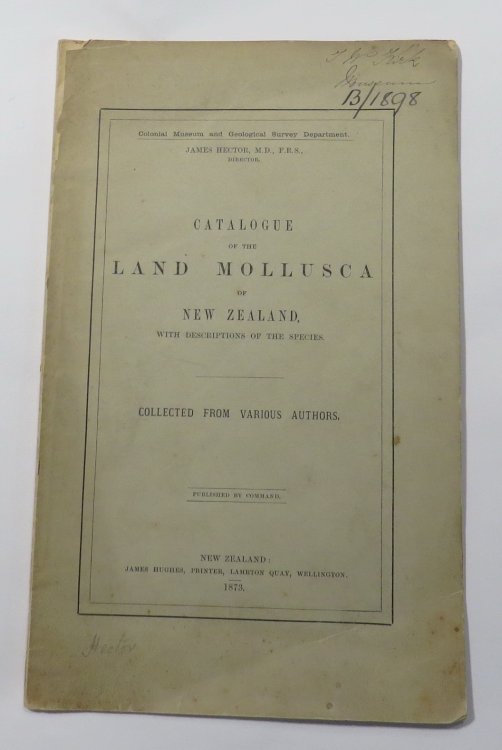 T. W. Kirk
Museum
B/1898
Colonial Museum and Geological Survey Department.
JAMES HECTOR, M.D., F.R.S.,
DIRECTOR.
CATALOGUE
OF THE
LAND MOLLUSCA
OF
NEW ZEALAND,
WITH DESCRIPTIONS OF THE SPECIES.
COLLECTED FROM VARIOUS AUTHORS.
PUBLISHED BY COMMAND.
NEW ZEALAND:
JAMES HUGHES, PRINTER, LAMBTON QUAY, WELLINGTON.
1873.
Hector